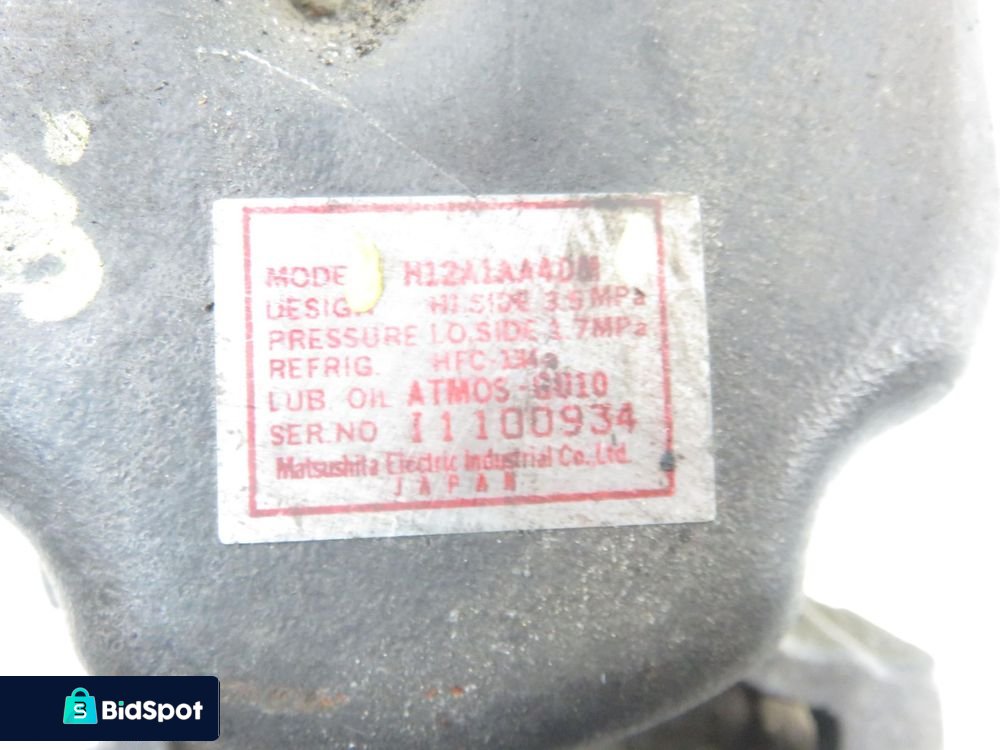 MODE H12A1AA4DM
DESIGN HI.SIDE 3. MPa
PRESSURE LO.SIDE 1.7MPa
REFRIG. HFC-134a
LUB. OIL ATMOS-GU10
SER.NO I1100934
Matsushita Electric Industrial Co.,Ltd.
JAPAN
BidSpot